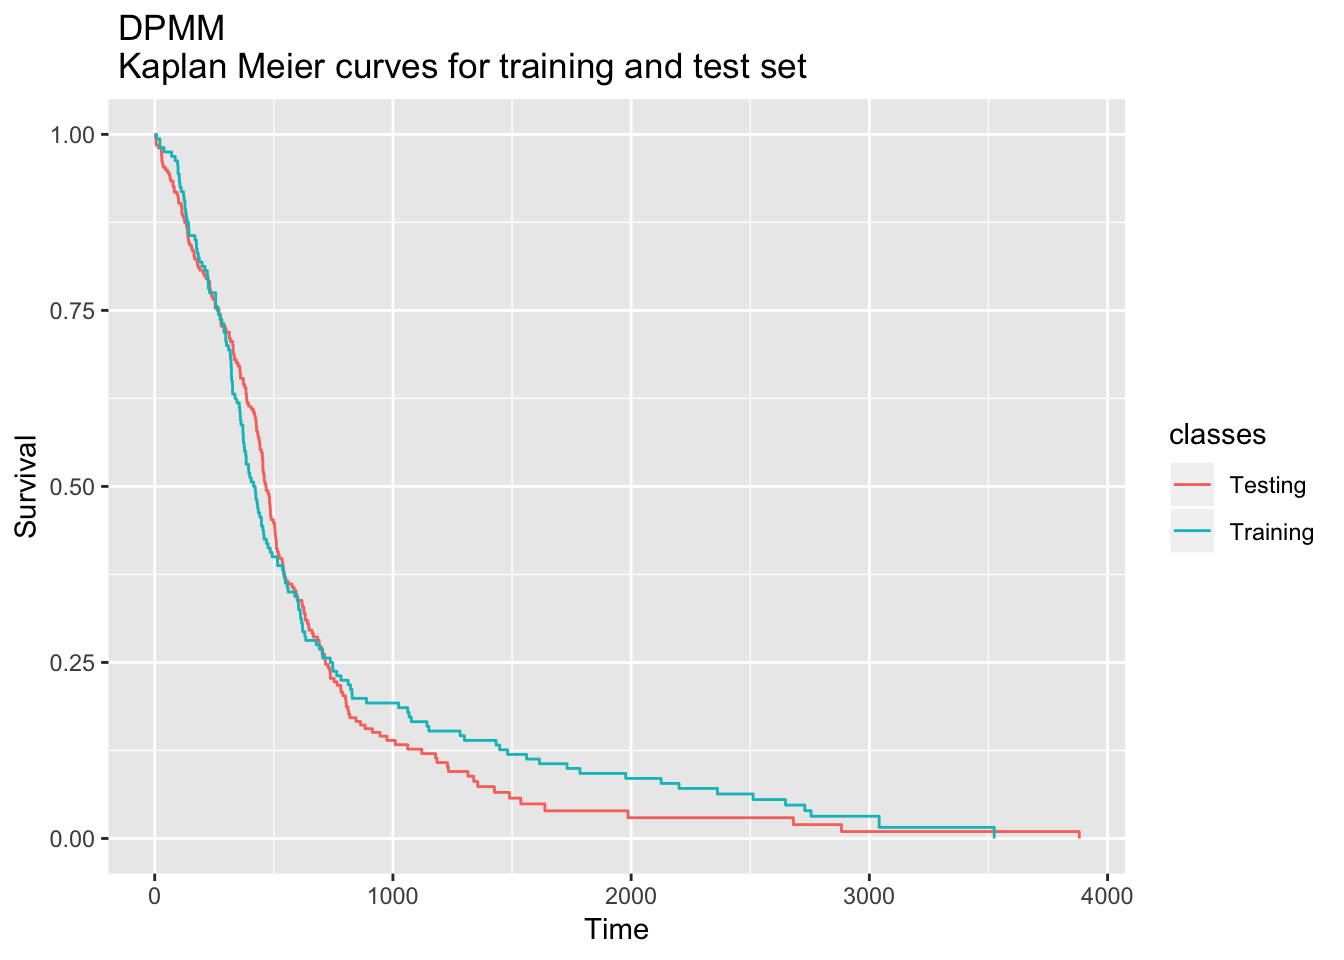 DPMM
Kaplan Meier curves for training and test set
1.00
0.75
0.50
0.25
0.00
Survival
0 1000 2000 3000 4000
Time
classes
Testing
Training